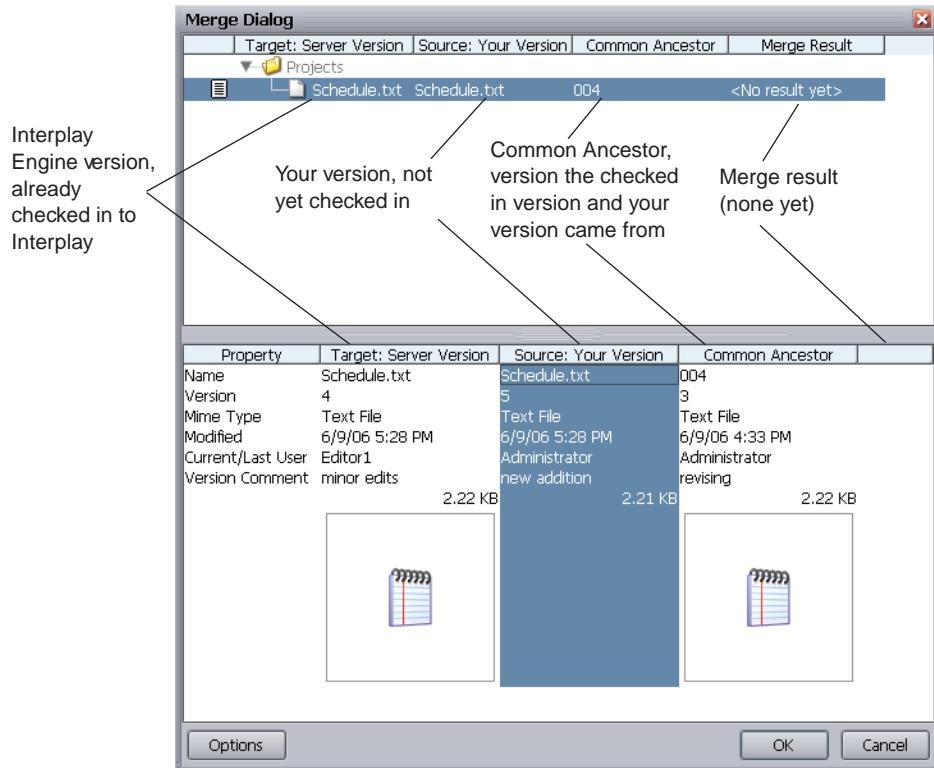 Merge Dialog
Target: Server Version Source: Your Version Common Ancestor Merge Result
Projects
Schedule.txt Schedule.txt 004 <No result yet>
Interplay
Engine version,
already
checked in to
Interplay
Your version, not
yet checked in
Common Ancestor,
version the checked
in version and your
version came from
Merge result
(none yet)
Property Target: Server Version Source: Your Version Common Ancestor
Name Schedule.txt Schedule.txt 004
Version 4 5 3
Mime Type Text File Text File Text File
Modified 6/9/06 5:28 PM 6/9/06 5:28 PM 6/9/06 4:33 PM
Current/Last User Editor1 Administrator Administrator
Version Comment minor edits new addition revising
2.22 KB 2.21 KB 2.22 KB
Options OK Cancel